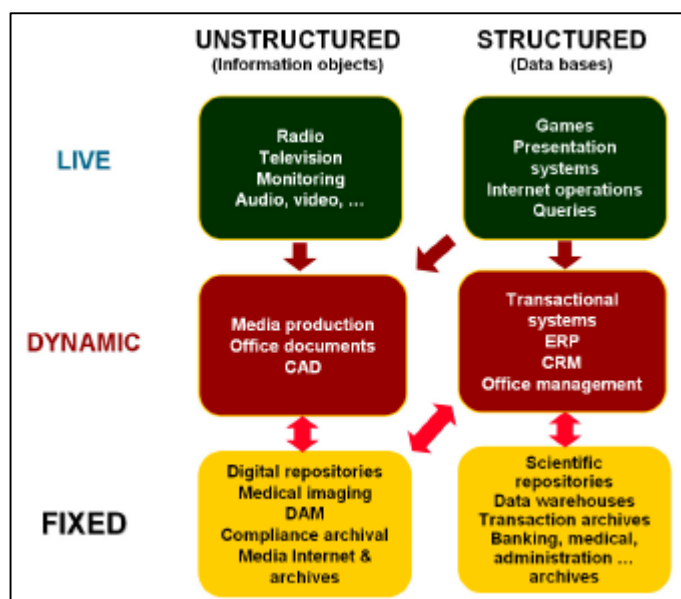 UNSTRUCTURED
(Information objects)
STRUCTURED
(Data bases)
LIVE
Radio
Television
Monitoring
Audio, video, ...
Games
Presentation
systems
Internet operations
Queries
DYNAMIC
Media production
Office documents
CAD
Transactional
systems
ERP
CRM
Office management
FIXED
Digital repositories
Medical imaging
DAM
Compliance archival
Media Internet &
archives
Scientific
repositories
Data warehouses
Transaction archives
Banking, medical,
administration ...
archives